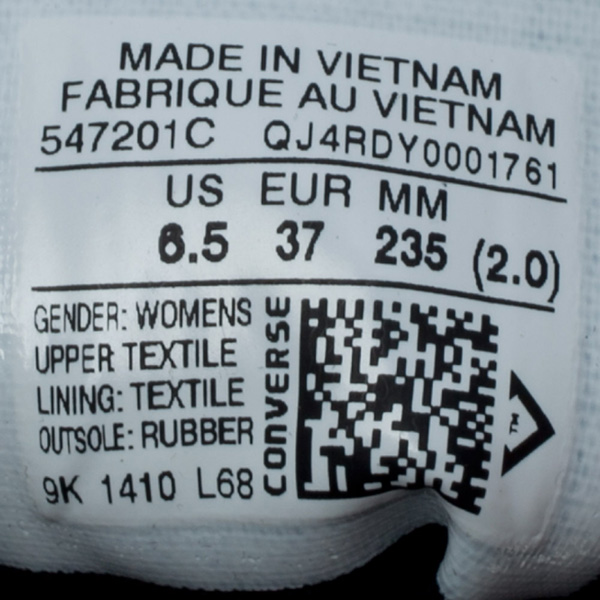 MADE IN VIETNAM
FABRIQUE AU VIETNAM
547201C QJ4RDY0001761
US EUR MM
6.5 37 235 (2.0)
GENDER: WOMENS
UPPER TEXTILE
LINING: TEXTILE
OUTSOLE: RUBBER
9K 1410 L68
CONVERSE